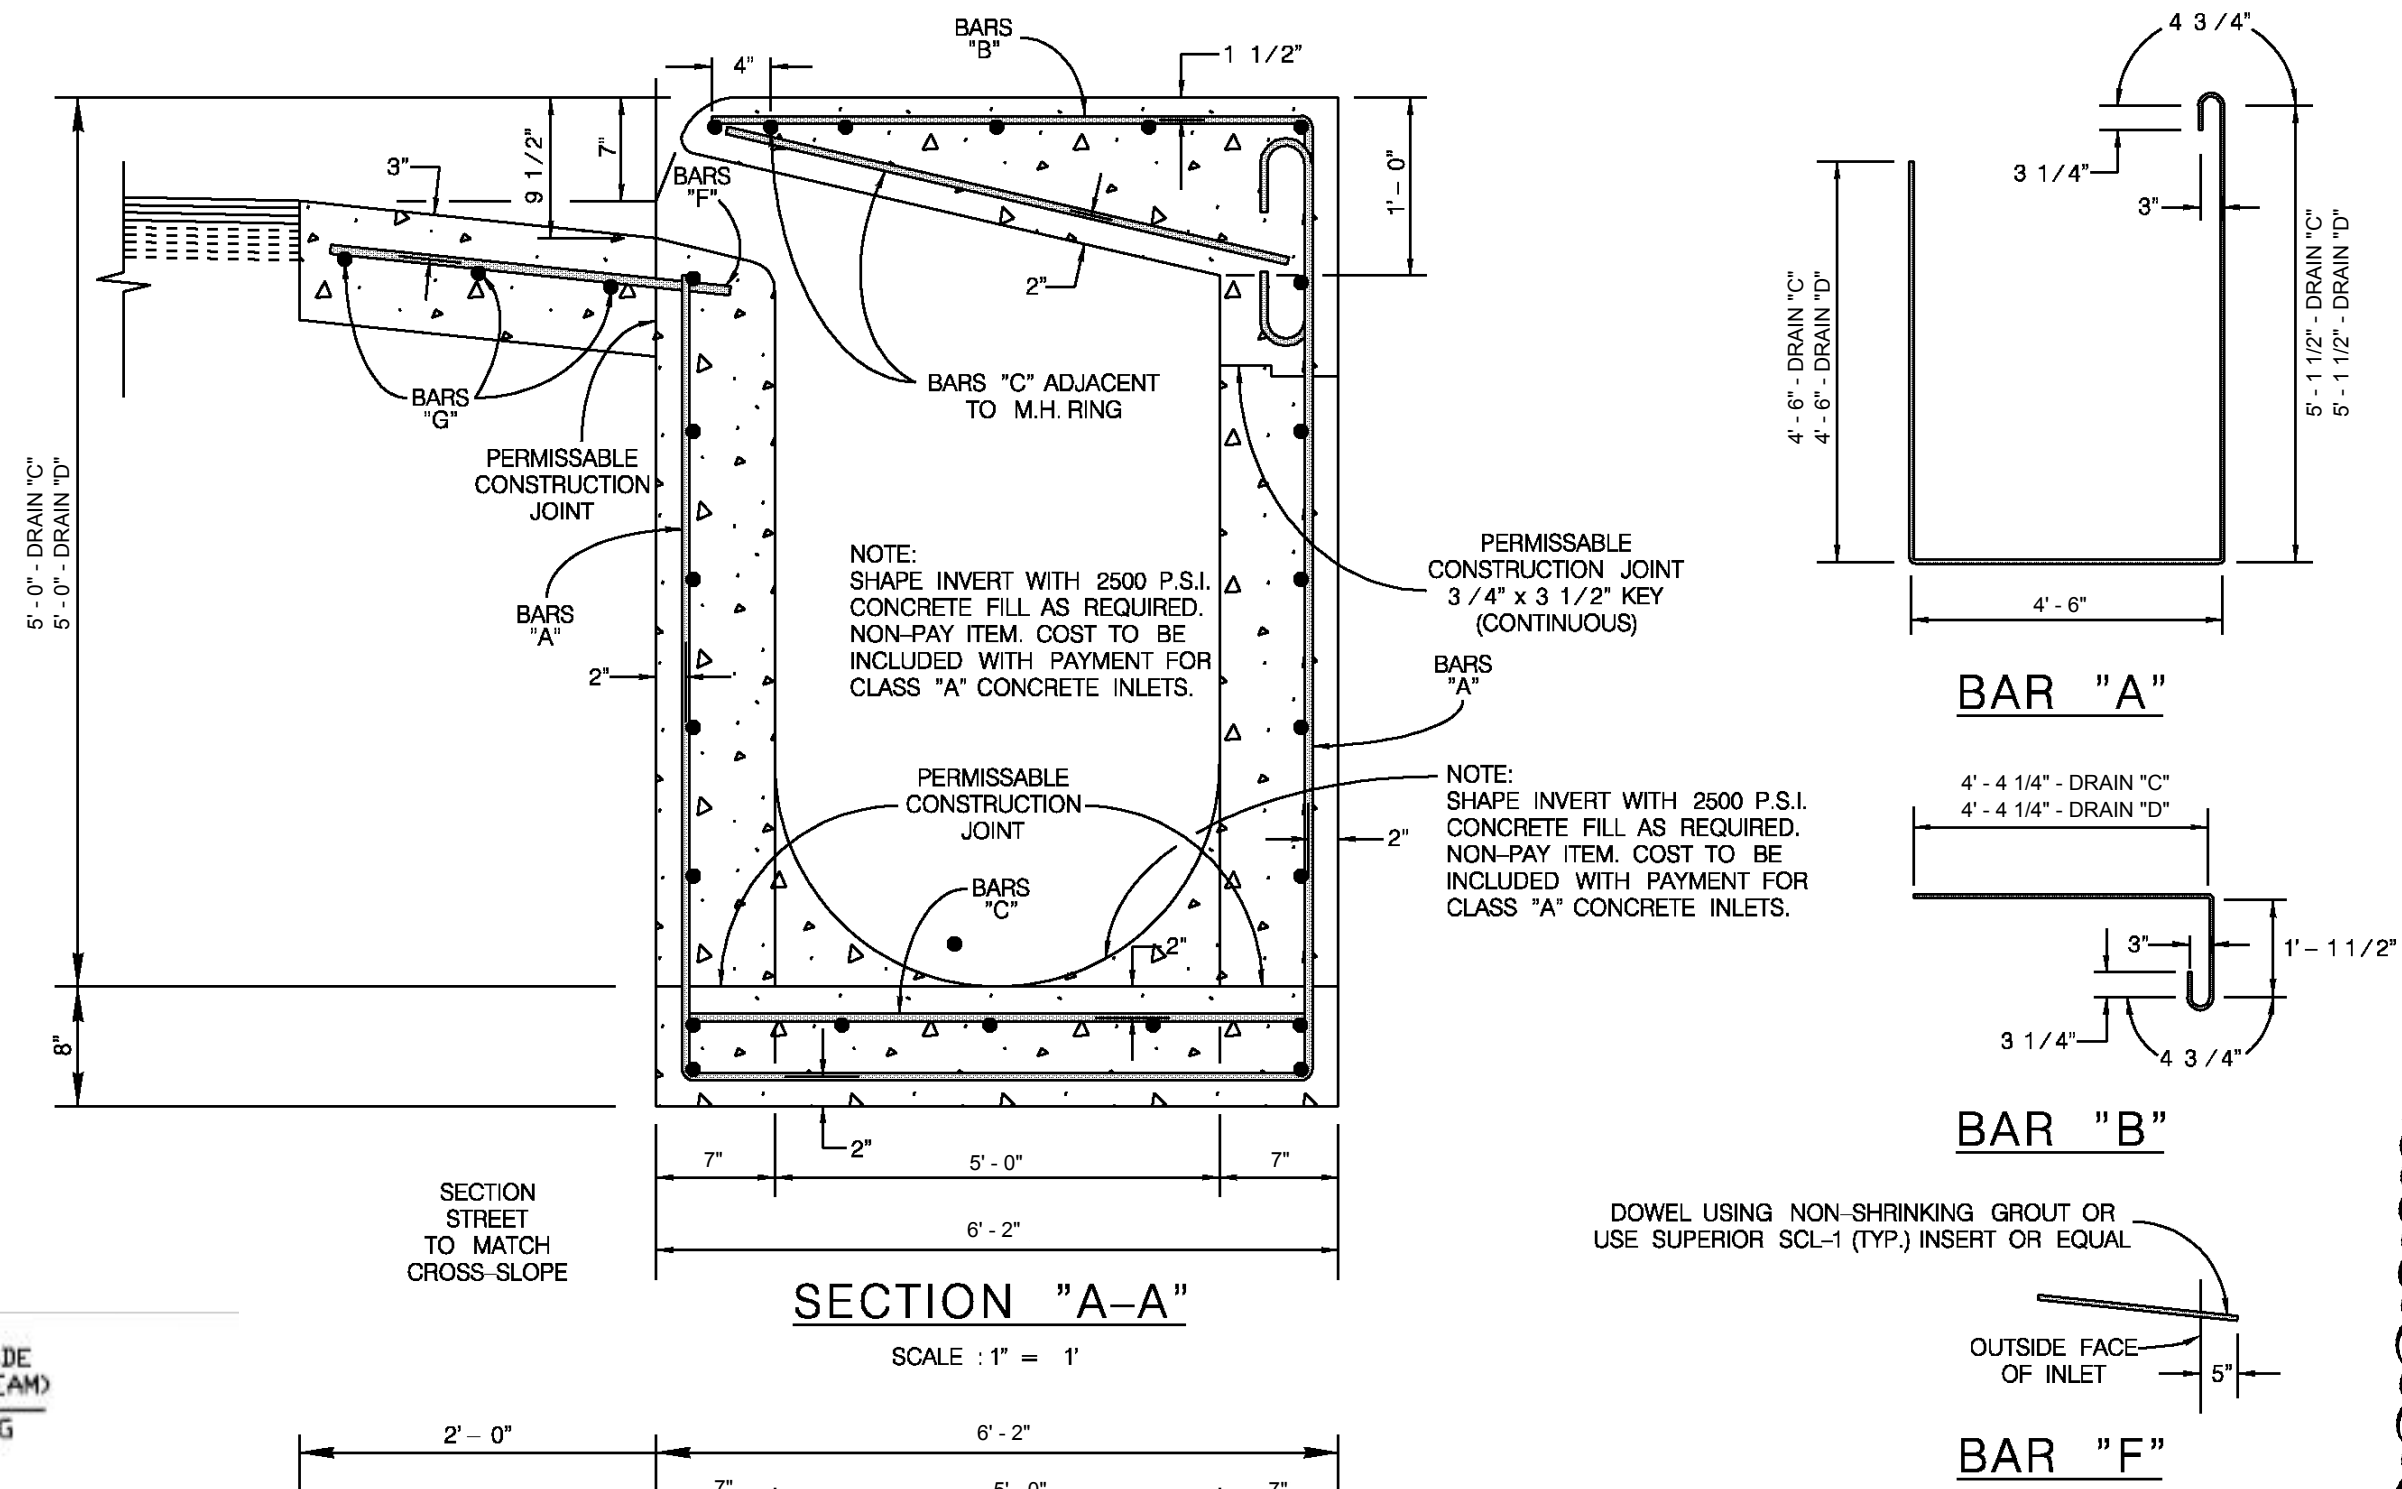 BARS
"B"
1 1/2"
4"
9 1/2"
7"
3"
BARS
"F"
1'- 0"
2"
BARS "C" ADJACENT
TO M.H. RING
BARS
"G"
PERMISSABLE
CONSTRUCTION
JOINT
5' - 0" - DRAIN "C"
5' - 0" - DRAIN "D"
NOTE:
SHAPE INVERT WITH 2500 P.S.I.
CONCRETE FILL AS REQUIRED.
NON-PAY ITEM. COST TO BE
INCLUDED WITH PAYMENT FOR
CLASS "A" CONCRETE INLETS.
BARS
"A"
2"
PERMISSABLE
CONSTRUCTION JOINT
3 /4" x 3 1/2" KEY
(CONTINUOUS)
BARS
"A"
PERMISSABLE
CONSTRUCTION
JOINT
BARS
"C"
2"
2"
NOTE:
SHAPE INVERT WITH 2500 P.S.I.
CONCRETE FILL AS REQUIRED.
NON-PAY ITEM. COST TO BE
INCLUDED WITH PAYMENT FOR
CLASS "A" CONCRETE INLETS.
8"
2"
7"
5' - 0"
7"
6' - 2"
SECTION
STREET
TO MATCH
CROSS-SLOPE
SECTION "A-A"
SCALE : 1" = 1'
DE
EAM)
G
2' - 0"
6' - 2"
7"
5' - 0"
7"
4 3 /4"
3 1/4"
3"
4' - 6" - DRAIN "C"
4' - 6" - DRAIN "D"
5' - 1 1/2" - DRAIN "C"
5' - 1 1/2" - DRAIN "D"
4' - 6"
BAR "A"
4' - 4 1/4" - DRAIN "C"
4' - 4 1/4" - DRAIN "D"
3"
1'- 1 1/2"
3 1/4"
4 3 /4"
BAR "B"
DOWEL USING NON-SHRINKING GROUT OR
USE SUPERIOR SCL-1 (TYP.) INSERT OR EQUAL
OUTSIDE FACE
OF INLET
5"
BAR "F"